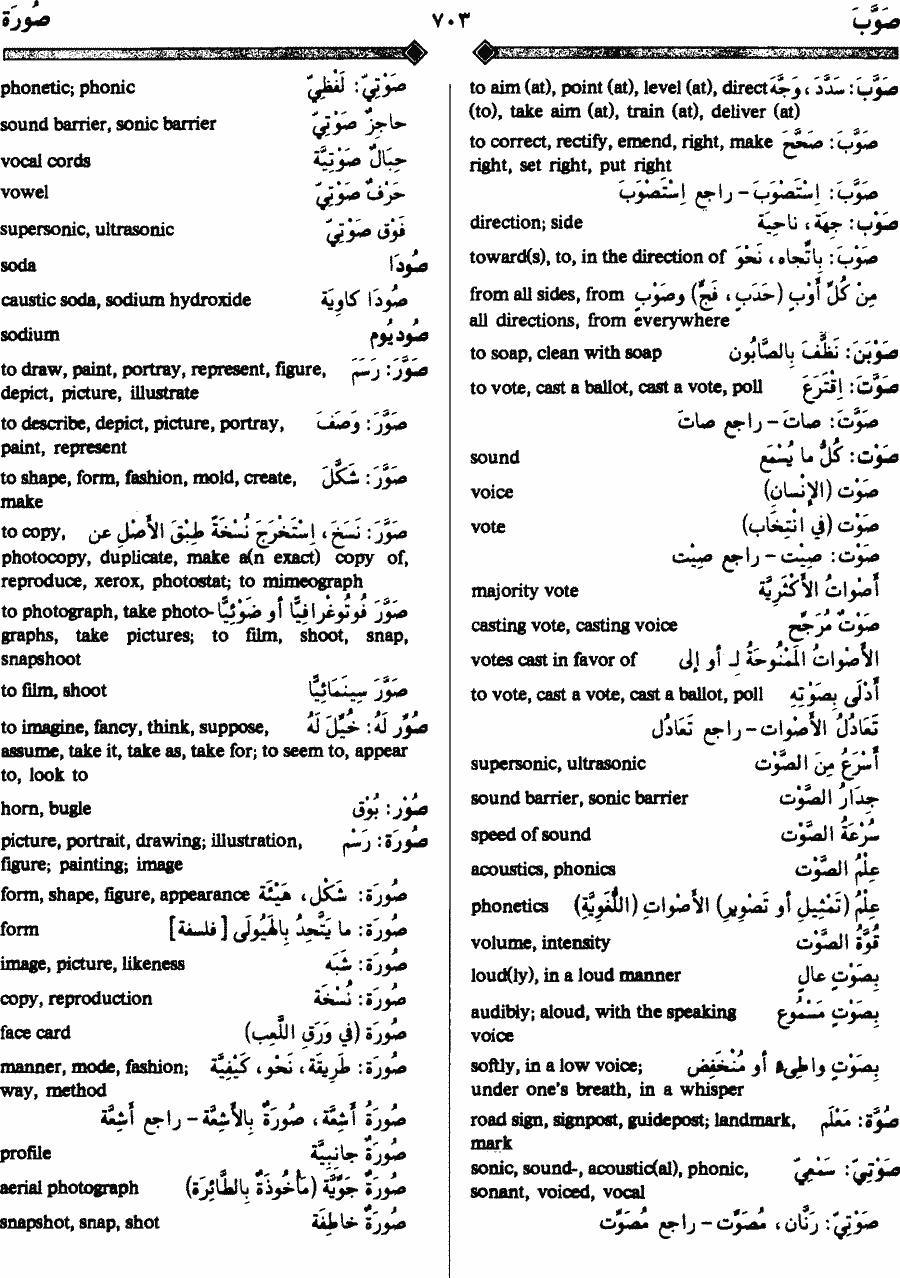 صَوَّبَ ٧٠٣ صُورَة
صَوَّبَ: سَدَّدَ ، وَجَّهَ to aim (at), point (at), level (at), direct
(to), take aim (at), train (at), deliver (at)
صَوَّبَ: صَحَّحَ to correct, rectify, emend, right, make
right, set right, put right
صَوَّبَ: اِسْتَصْوَبَ - راجع اِسْتَصْوَبَ
صَوْب: جِهَة ، ناحِيَة direction; side
صَوْبَ: بِاتِّجاه ، نَحْوَ toward(s), to, in the direction of
مِنْ كُلِّ أَوْبٍ (حَدَبٍ ، فَجٍّ) وصَوْبٍ from all sides, from
all directions, from everywhere
صَوْبَنَ: نَظَّفَ بِالصَّابُون to soap, clean with soap
صَوَّتَ: اِقْتَرَعَ to vote, cast a ballot, cast a vote, poll
صَوَّتَ: صاتَ - راجع صاتَ
صَوْت: كُلُّ ما يُسْمَع sound
صَوْت (الإِنْسانِ) voice
صَوْت (في انْتِخَاب) vote
صَوْت: صِيْت - راجع صِيْت
أَصْواتُ الأَكْثَرِيَّة majority vote
صَوْتٌ مُرَجِّح casting vote, casting voice
الأَصْواتُ المَمْنُوحَةُ لِـ أو إلى votes cast in favor of
أَدْلَى بِصَوْتِهِ to vote, cast a vote, cast a ballot, poll
تَعَادُلُ الأَصْوات - راجع تَعَادُل
أَسْرَعُ مِنَ الصَّوْت supersonic, ultrasonic
جِدَارُ الصَّوْت sound barrier, sonic barrier
سُرْعَةُ الصَّوْت speed of sound
عِلْمُ الصَّوْت acoustics, phonics
عِلْمُ (تَمْثِيلِ أو تَصْوِيرِ) الأَصْواتِ (اللُّغَوِيَّة) phonetics
قُوَّةُ الصَّوْت volume, intensity
بِصَوْتٍ عالٍ loud(ly), in a loud manner
بِصَوْتٍ مَسْمُوع audibly; aloud, with the speaking
voice
بِصَوْتٍ واطِىءٍ أو مُنْخَفِض softly, in a low voice;
under one's breath, in a whisper
صُوَّة: مَعْلَم road sign, signpost, guidepost; landmark,
mark
صَوْتِيّ: سَمْعِيّ sonic, sound-, acoustic(al), phonic,
sonant, voiced, vocal
صَوْتِيّ: رَنَّان ، مُصَوِّت - راجع مُصَوِّت
صَوْتِيّ: لَفْظِيّ phonetic; phonic
حاجِزٌ صَوْتِيّ sound barrier, sonic barrier
حِبَالٌ صَوْتِيَّة vocal cords
حَرْفٌ صَوْتِيّ vowel
فَوْق صَوْتِيّ supersonic, ultrasonic
صُودَا soda
صُودَا كاوِيَة caustic soda, sodium hydroxide
صُودِيُوم sodium
صَوَّرَ: رَسَمَ to draw, paint, portray, represent, figure,
depict, picture, illustrate
صَوَّرَ: وَصَفَ to describe, depict, picture, portray,
paint, represent
صَوَّرَ: شَكَّلَ to shape, form, fashion, mold, create,
make
صَوَّرَ: نَسَخَ ، اِسْتَخْرَجَ نُسْخَةً طِبْقَ الأَصْلِ عن to copy,
photocopy, duplicate, make a(n exact) copy of,
reproduce, xerox, photostat; to mimeograph
صَوَّرَ فُوتُوغرافِيًّا أو ضَوْئِيًّا to photograph, take photo-
graphs, take pictures; to film, shoot, snap,
snapshoot
صَوَّرَ سِينَمائِيًّا to film, shoot
صُوِّرَ لَهُ: خُيِّلَ لَهُ to imagine, fancy, think, suppose,
assume, take it, take as, take for; to seem to, appear
to, look to
صُوْر: بُوْق horn, bugle
صُورَة: رَسْم picture, portrait, drawing; illustration,
figure; painting; image
صُورَة: شَكْل ، هَيْئَة form, shape, figure, appearance
صُورَة: ما يَتَّحِدُ بِالهَيُولَى [فلسفة] form
صُورَة: شَبَه image, picture, likeness
صُورَة: نُسْخَة copy, reproduction
صُورَة (في وَرَقِ اللَّعِب) face card
صُورَة: طَرِيقَة ، نَحْو ، كَيْفِيَّة manner, mode, fashion;
way, method
صُورَةُ أَشِعَّة ، صُورَةٌ بِالأَشِعَّة - راجع أَشِعَّة
صُورَةٌ جانِبِيَّة profile
صُورَةٌ جَوِّيَّة (مَأْخُوذَةٌ بِالطَّائِرَة) aerial photograph
صُورَةٌ خاطِفَة snapshot, snap, shot